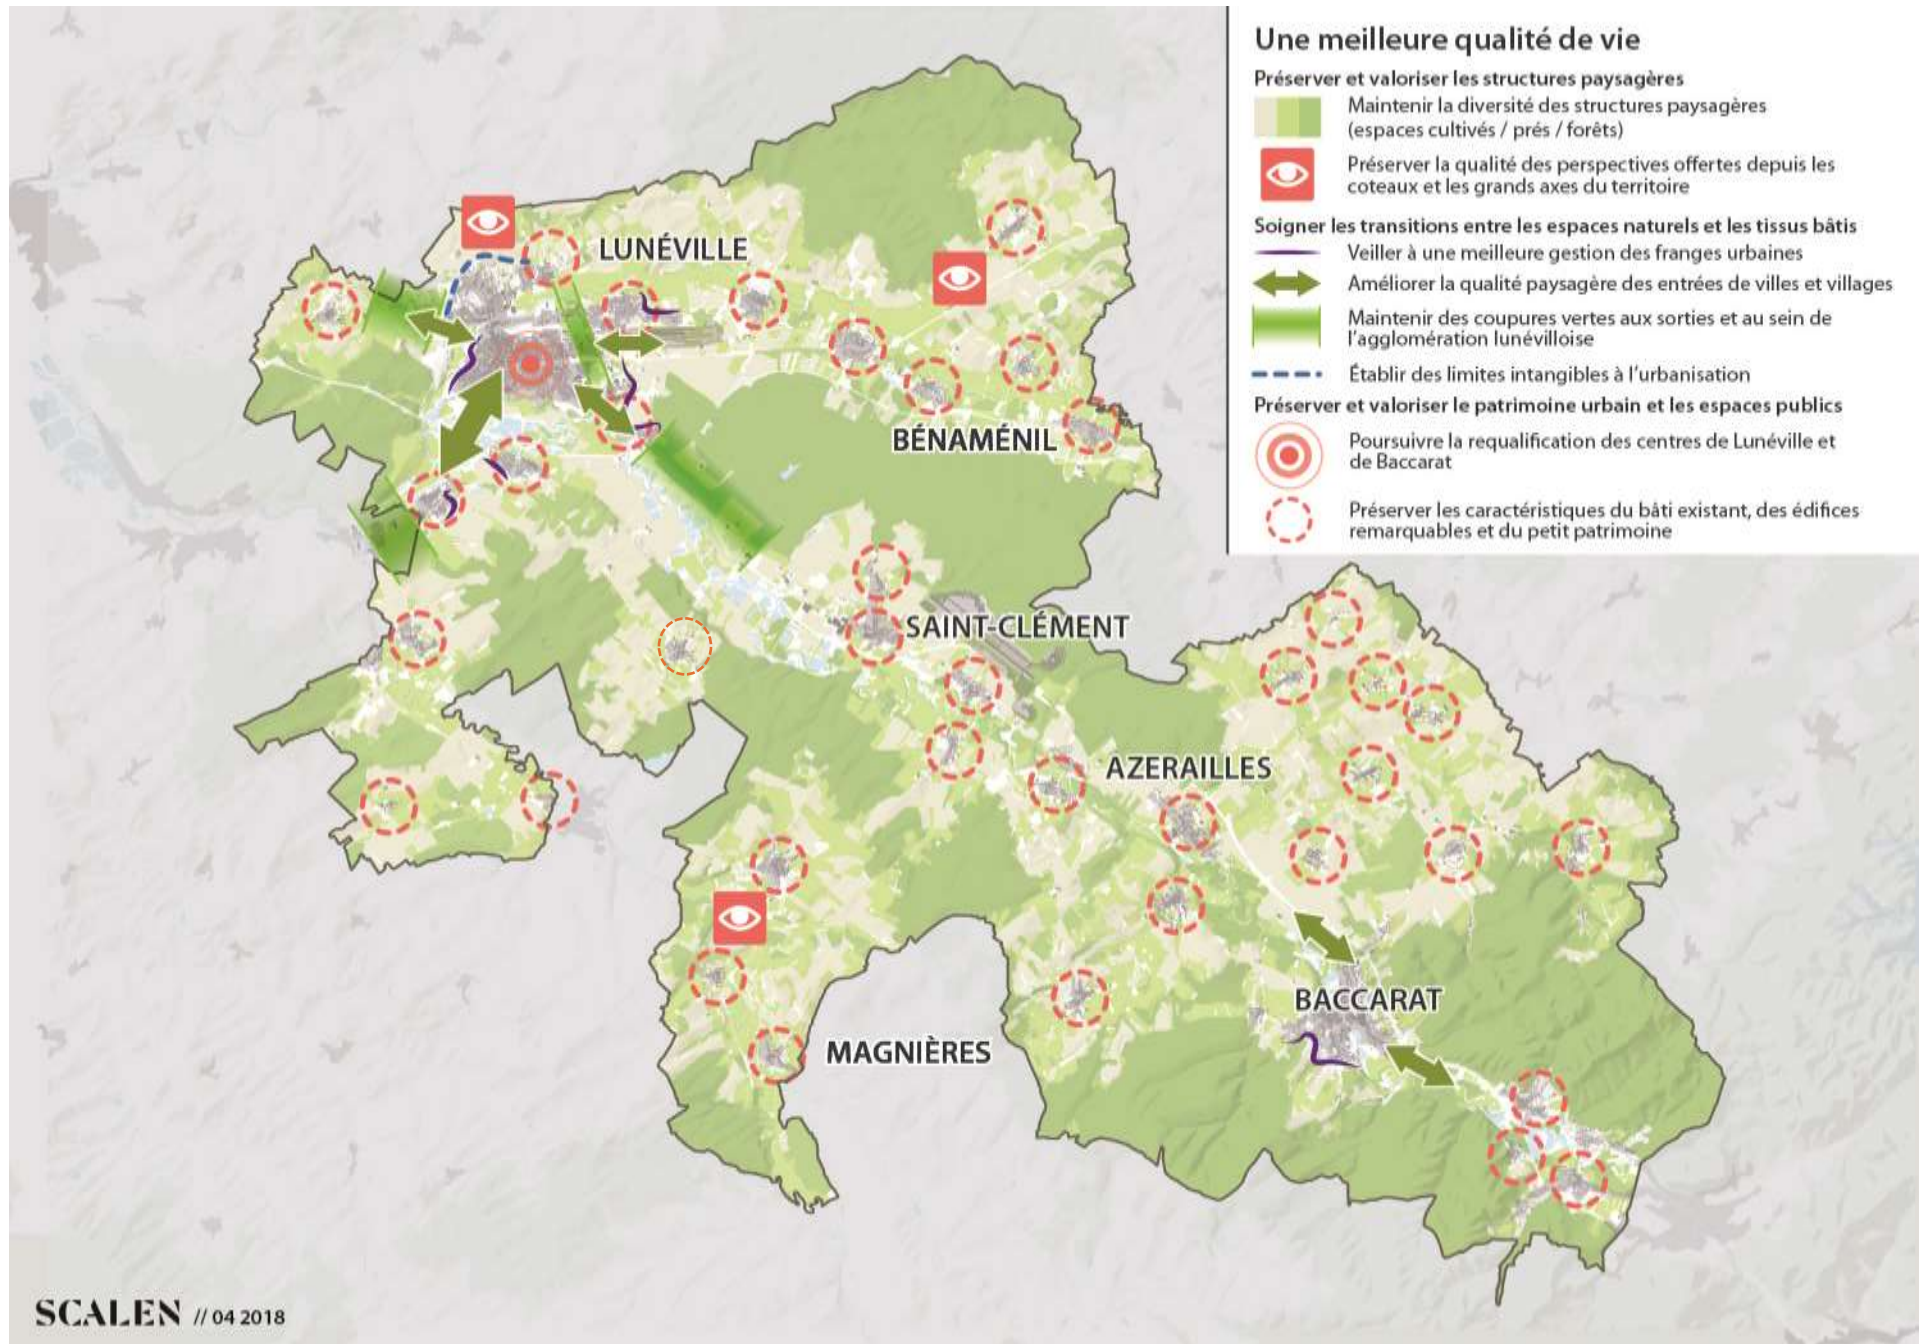 Une meilleure qualité de vie
Préserver et valoriser les structures paysagères
Maintenir la diversité des structures paysagères
(espaces cultivés / prés / forêts)
Préserver la qualité des perspectives offertes depuis les
coteaux et les grands axes du territoire
Soigner les transitions entre les espaces naturels et les tissus bâtis
Veiller à une meilleure gestion des franges urbaines
Améliorer la qualité paysagère des entrées de villes et villages
Maintenir des coupures vertes aux sorties et au sein de
l'agglomération lunévilloise
Établir des limites intangibles à l'urbanisation
Préserver et valoriser le patrimoine urbain et les espaces publics
Poursuivre la requalification des centres de Lunéville et
de Baccarat
Préserver les caractéristiques du bâti existant, des édifices
remarquables et du petit patrimoine
LUNÉVILLE
BÉNAMÉNIL
SAINT-CLÉMENT
AZERAILLES
BACCARAT
MAGNIÈRES
SCALEN // 04 2018